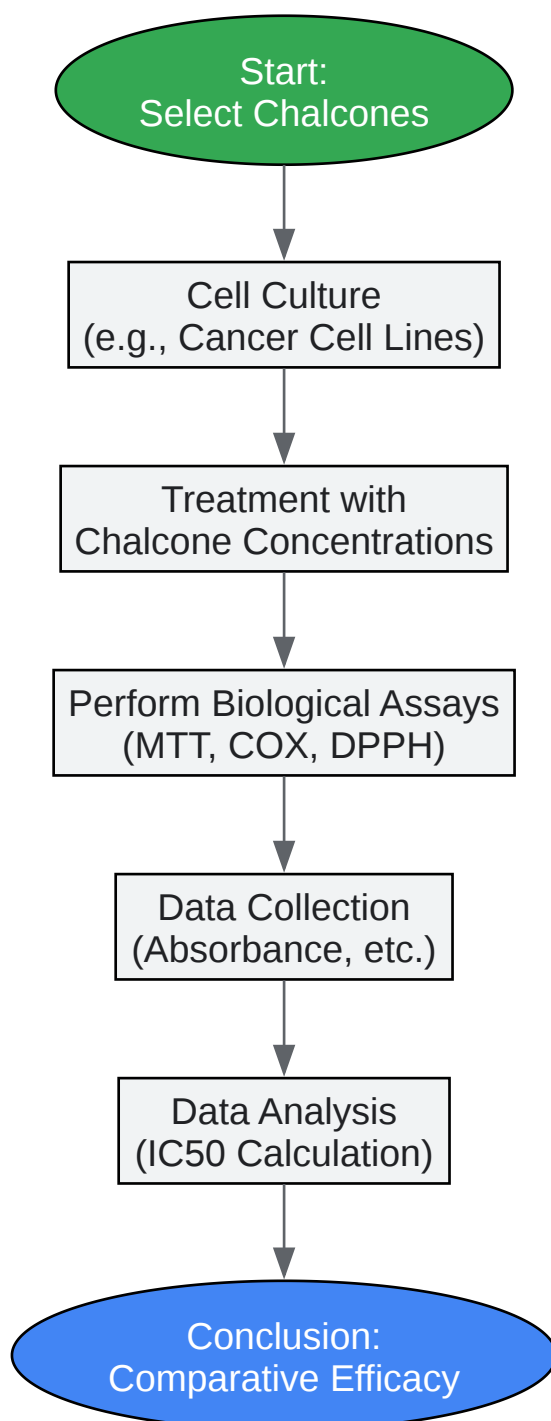 Start:
Select Chalcones
Cell Culture
(e.g., Cancer Cell Lines)
Treatment with
Chalcone Concentrations
Perform Biological Assays
(MTT, COX, DPPH)
Data Collection
(Absorbance, etc.)
Data Analysis
(IC50 Calculation)
Conclusion:
Comparative Efficacy